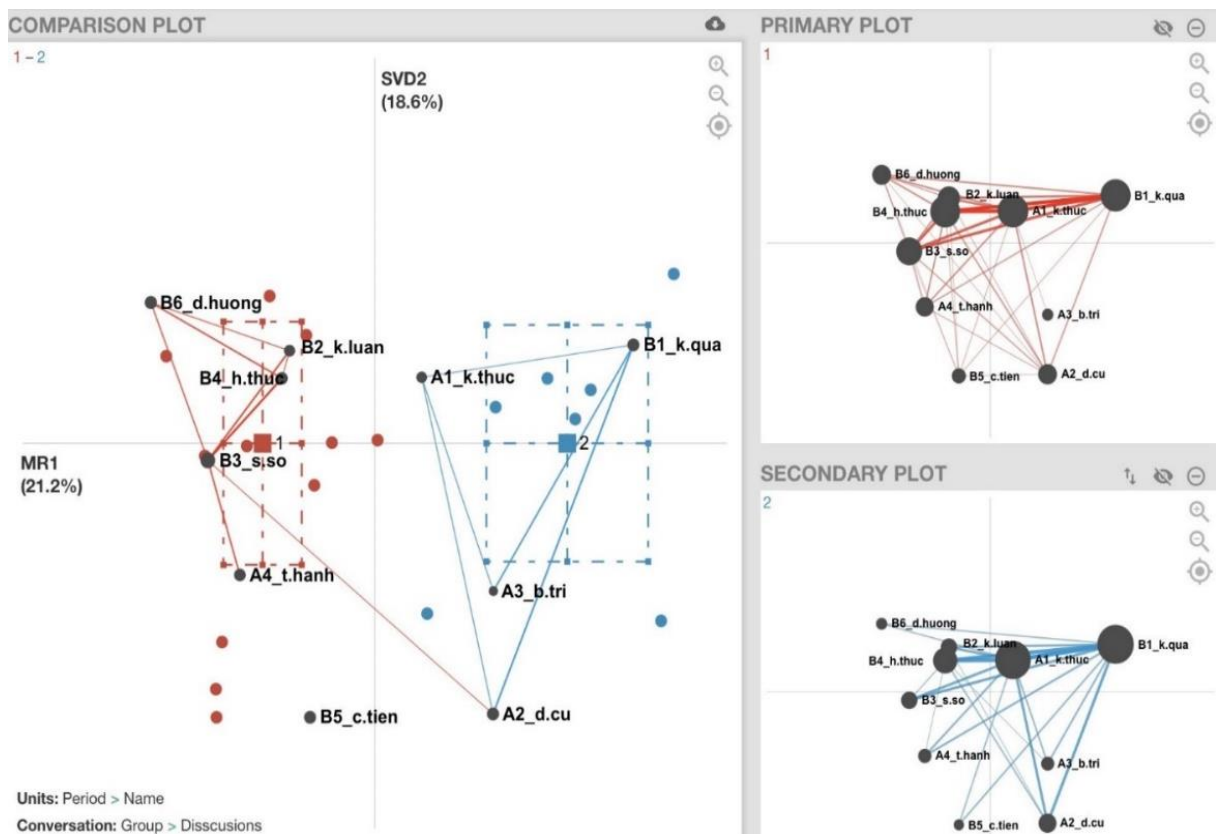 COMPARISON PLOT
1 – 2
SVD2
(18.6%)
B6_d.huong
B2_k.luan
B4_h.thuc
A1_k.thuc
B1_k.qua
1
2
B3_s.so
MR1
(21.2%)
A4_t.hanh
A3_b.tri
B5_c.tien
A2_d.cu
Units: Period > Name
Conversation: Group > Disscusions
PRIMARY PLOT
1
B6_d.huong
B2_k.luan
B1_k.qua
B4_h.thuc
A1_k.thuc
B3_s.so
A4_t.hanh
A3_b.tri
B5_c.tien
A2_d.cu
SECONDARY PLOT
2
B6_d.huong
B2_k.luan
B1_k.qua
B4_h.thuc
A1_k.thuc
B3_s.so
A4_t.hanh
A3_b.tri
B5_c.tien
A2_d.cu